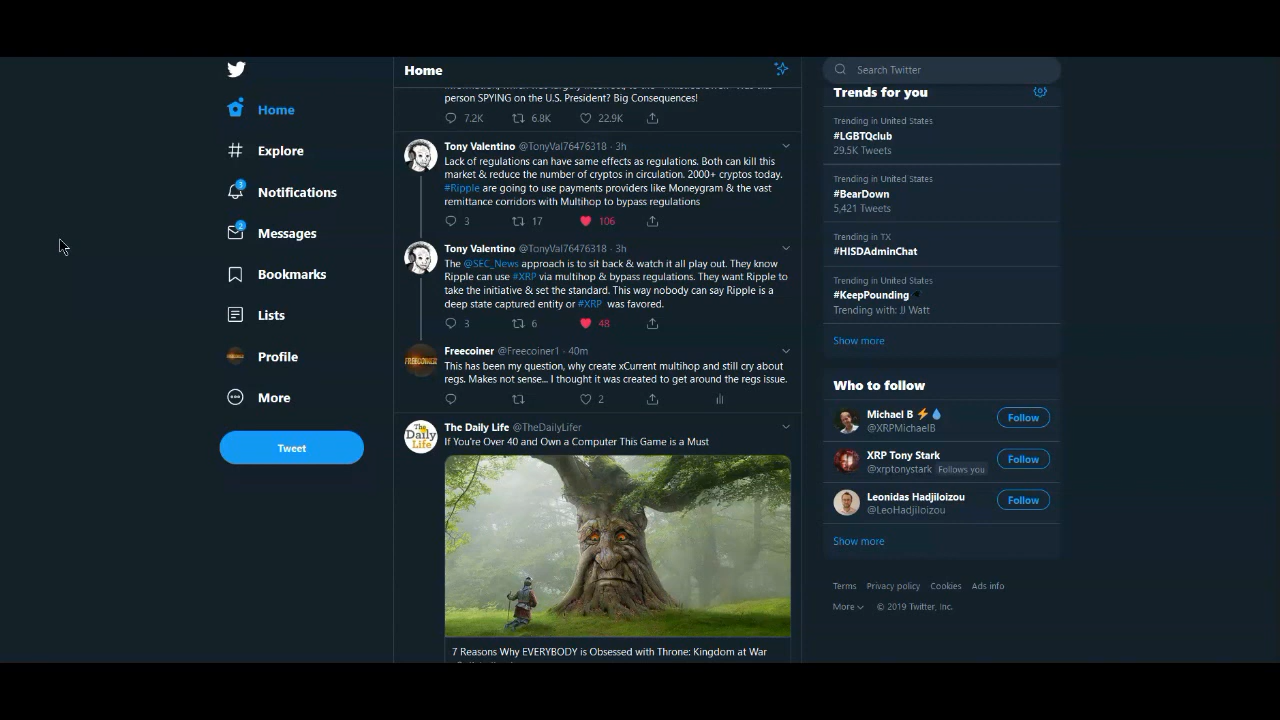 Home
Explore
3
Notifications
2
Messages
Bookmarks
Lists
FREECOINER
Profile
More
Tweet
Home
person SPYING on the U.S. President? Big Consequences!
7.2K 6.8K 22.9K
Tony Valentino @TonyVal76476318 · 3h
Lack of regulations can have same effects as regulations. Both can kill this
market & reduce the number of cryptos in circulation. 2000+ cryptos today.
#Ripple are going to use payments providers like Moneygram & the vast
remittance corridors with Multihop to bypass regulations
3 17 106
Tony Valentino @TonyVal76476318 · 3h
The @SEC_News approach is to sit back & watch it all play out. They know
Ripple can use #XRP via multihop & bypass regulations. They want Ripple to
take the initiative & set the standard. This way nobody can say Ripple is a
deep state captured entity or #XRP was favored.
3 6 48
FREECOINER
Freecoiner @Freecoiner1 · 40m
This has been my question, why create xCurrent multihop and still cry about
regs. Makes not sense... I thought it was created to get around the regs issue.
2
The Daily Life
The Daily Life @TheDailyLifer
If You're Over 40 and Own a Computer This Game is a Must
7 Reasons Why EVERYBODY is Obsessed with Throne: Kingdom at War
Search Twitter
Trends for you
Trending in United States
#LGBTQclub
29.5K Tweets
Trending in United States
#BearDown
5,421 Tweets
Trending in TX
#HISDAdminChat
Trending in United States
#KeepPounding
Trending with: JJ Watt
Show more
Who to follow
Michael B
@XRPMichaelB
Follow
XRP Tony Stark
@xrptonystark Follows you
Follow
Leonidas Hadjiloizou
@LeoHadjiloizou
Follow
Show more
Terms Privacy policy Cookies Ads info
More © 2019 Twitter, Inc.